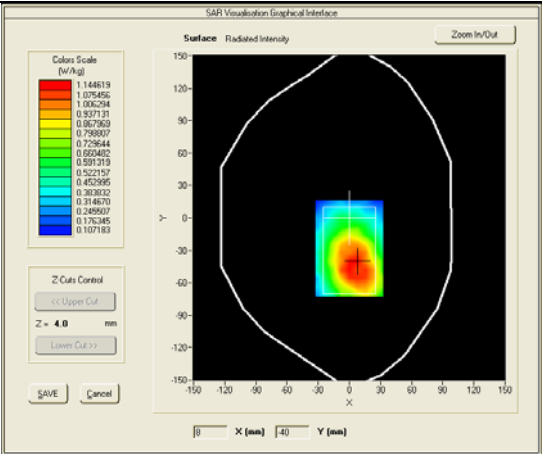 SAR Visualisation Graphical Interface
Surface Radiated Intensity
Zoom In/Out
Colors Scale
(W/kg)
1.144619
1.075456
1.006294
0.937131
0.867969
0.798807
0.729644
0.660482
0.591319
0.522157
0.452995
0.383832
0.314670
0.245507
0.176345
0.107183
Z-Cuts Control
<< Upper Cut
Z = 4.0 mm
Lower Cut >>
SAVE Cancel
150-
120-
90-
60-
30-
0-
-30-
-60-
-90-
-120-
-150-
Y
-150 -120 -90 -60 -30 0 30 60 90 120 150
X
8 X (mm) -40 Y (mm)